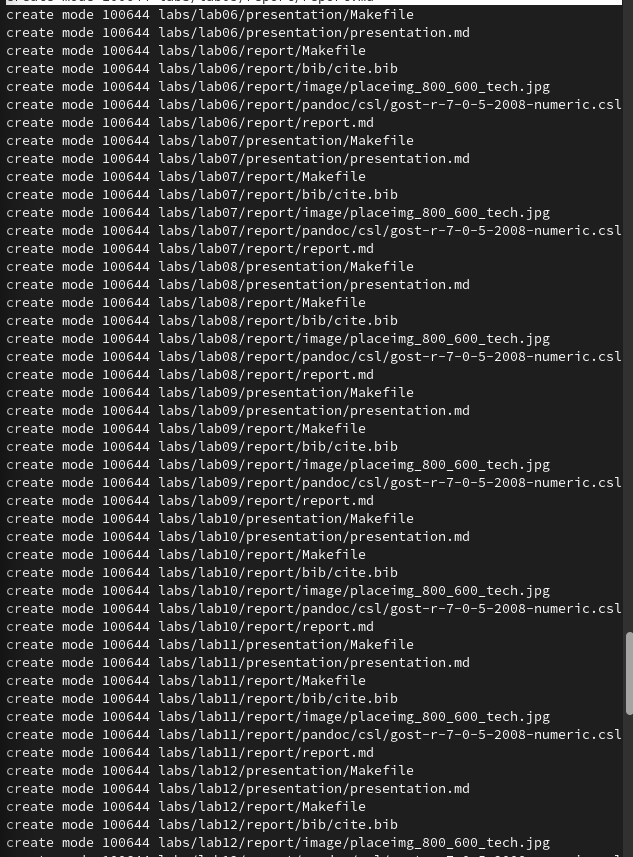 create mode 100644 labs/lab06/presentation/Makefile
create mode 100644 labs/lab06/presentation/presentation.md
create mode 100644 labs/lab06/report/Makefile
create mode 100644 labs/lab06/report/bib/cite.bib
create mode 100644 labs/lab06/report/image/placeimg_800_600_tech.jpg
create mode 100644 labs/lab06/report/pandoc/csl/gost-r-7-0-5-2008-numeric.csl
create mode 100644 labs/lab06/report/report.md
create mode 100644 labs/lab07/presentation/Makefile
create mode 100644 labs/lab07/presentation/presentation.md
create mode 100644 labs/lab07/report/Makefile
create mode 100644 labs/lab07/report/bib/cite.bib
create mode 100644 labs/lab07/report/image/placeimg_800_600_tech.jpg
create mode 100644 labs/lab07/report/pandoc/csl/gost-r-7-0-5-2008-numeric.csl
create mode 100644 labs/lab07/report/report.md
create mode 100644 labs/lab08/presentation/Makefile
create mode 100644 labs/lab08/presentation/presentation.md
create mode 100644 labs/lab08/report/Makefile
create mode 100644 labs/lab08/report/bib/cite.bib
create mode 100644 labs/lab08/report/image/placeimg_800_600_tech.jpg
create mode 100644 labs/lab08/report/pandoc/csl/gost-r-7-0-5-2008-numeric.csl
create mode 100644 labs/lab08/report/report.md
create mode 100644 labs/lab09/presentation/Makefile
create mode 100644 labs/lab09/presentation/presentation.md
create mode 100644 labs/lab09/report/Makefile
create mode 100644 labs/lab09/report/bib/cite.bib
create mode 100644 labs/lab09/report/image/placeimg_800_600_tech.jpg
create mode 100644 labs/lab09/report/pandoc/csl/gost-r-7-0-5-2008-numeric.csl
create mode 100644 labs/lab09/report/report.md
create mode 100644 labs/lab10/presentation/Makefile
create mode 100644 labs/lab10/presentation/presentation.md
create mode 100644 labs/lab10/report/Makefile
create mode 100644 labs/lab10/report/bib/cite.bib
create mode 100644 labs/lab10/report/image/placeimg_800_600_tech.jpg
create mode 100644 labs/lab10/report/pandoc/csl/gost-r-7-0-5-2008-numeric.csl
create mode 100644 labs/lab10/report/report.md
create mode 100644 labs/lab11/presentation/Makefile
create mode 100644 labs/lab11/presentation/presentation.md
create mode 100644 labs/lab11/report/Makefile
create mode 100644 labs/lab11/report/bib/cite.bib
create mode 100644 labs/lab11/report/image/placeimg_800_600_tech.jpg
create mode 100644 labs/lab11/report/pandoc/csl/gost-r-7-0-5-2008-numeric.csl
create mode 100644 labs/lab11/report/report.md
create mode 100644 labs/lab12/presentation/Makefile
create mode 100644 labs/lab12/presentation/presentation.md
create mode 100644 labs/lab12/report/Makefile
create mode 100644 labs/lab12/report/bib/cite.bib
create mode 100644 labs/lab12/report/image/placeimg_800_600_tech.jpg